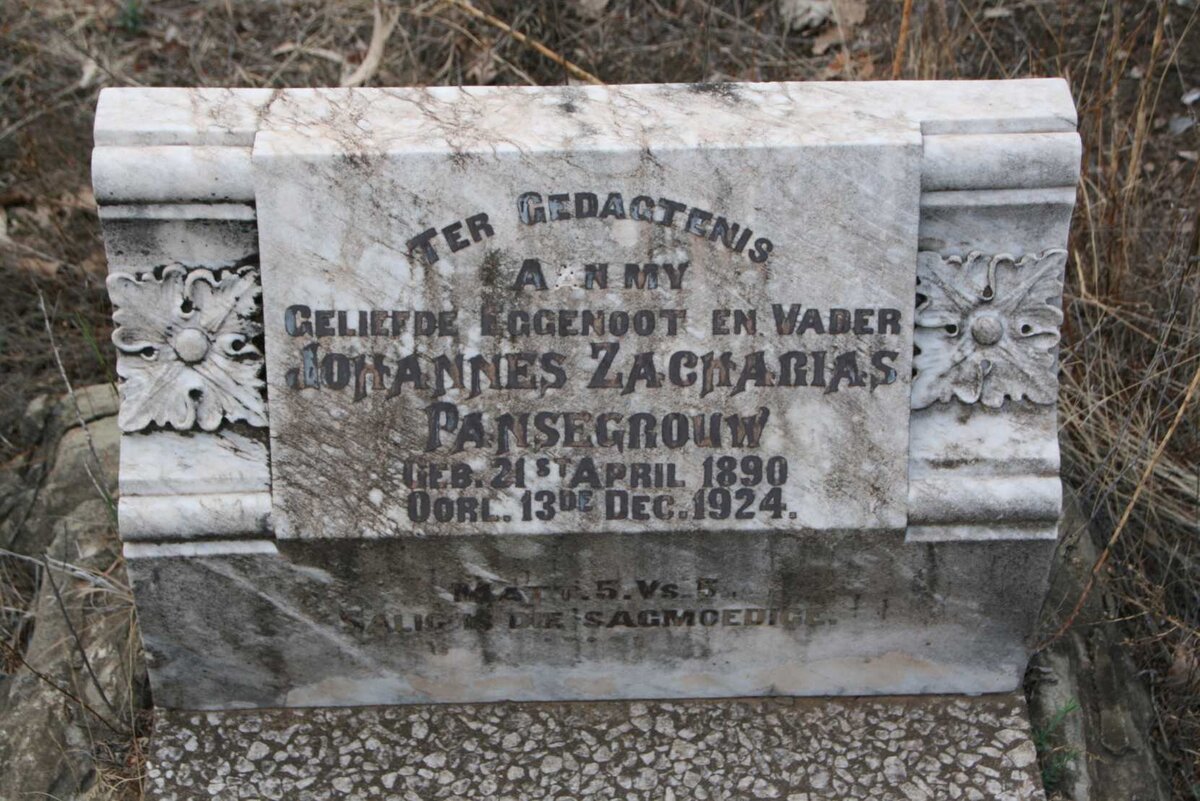 TER GEDAGTENIS
AAN MY
GELIEFDE EGGENOOT EN VADER
JOHANNES ZACHARIAS
PANSEGROUW
GEB. 21ST APRIL 1890
OORL. 13DE DEC. 1924.
MATT. 5. VS. 5.
SALIG IS DIE SAGMOEDIGE.